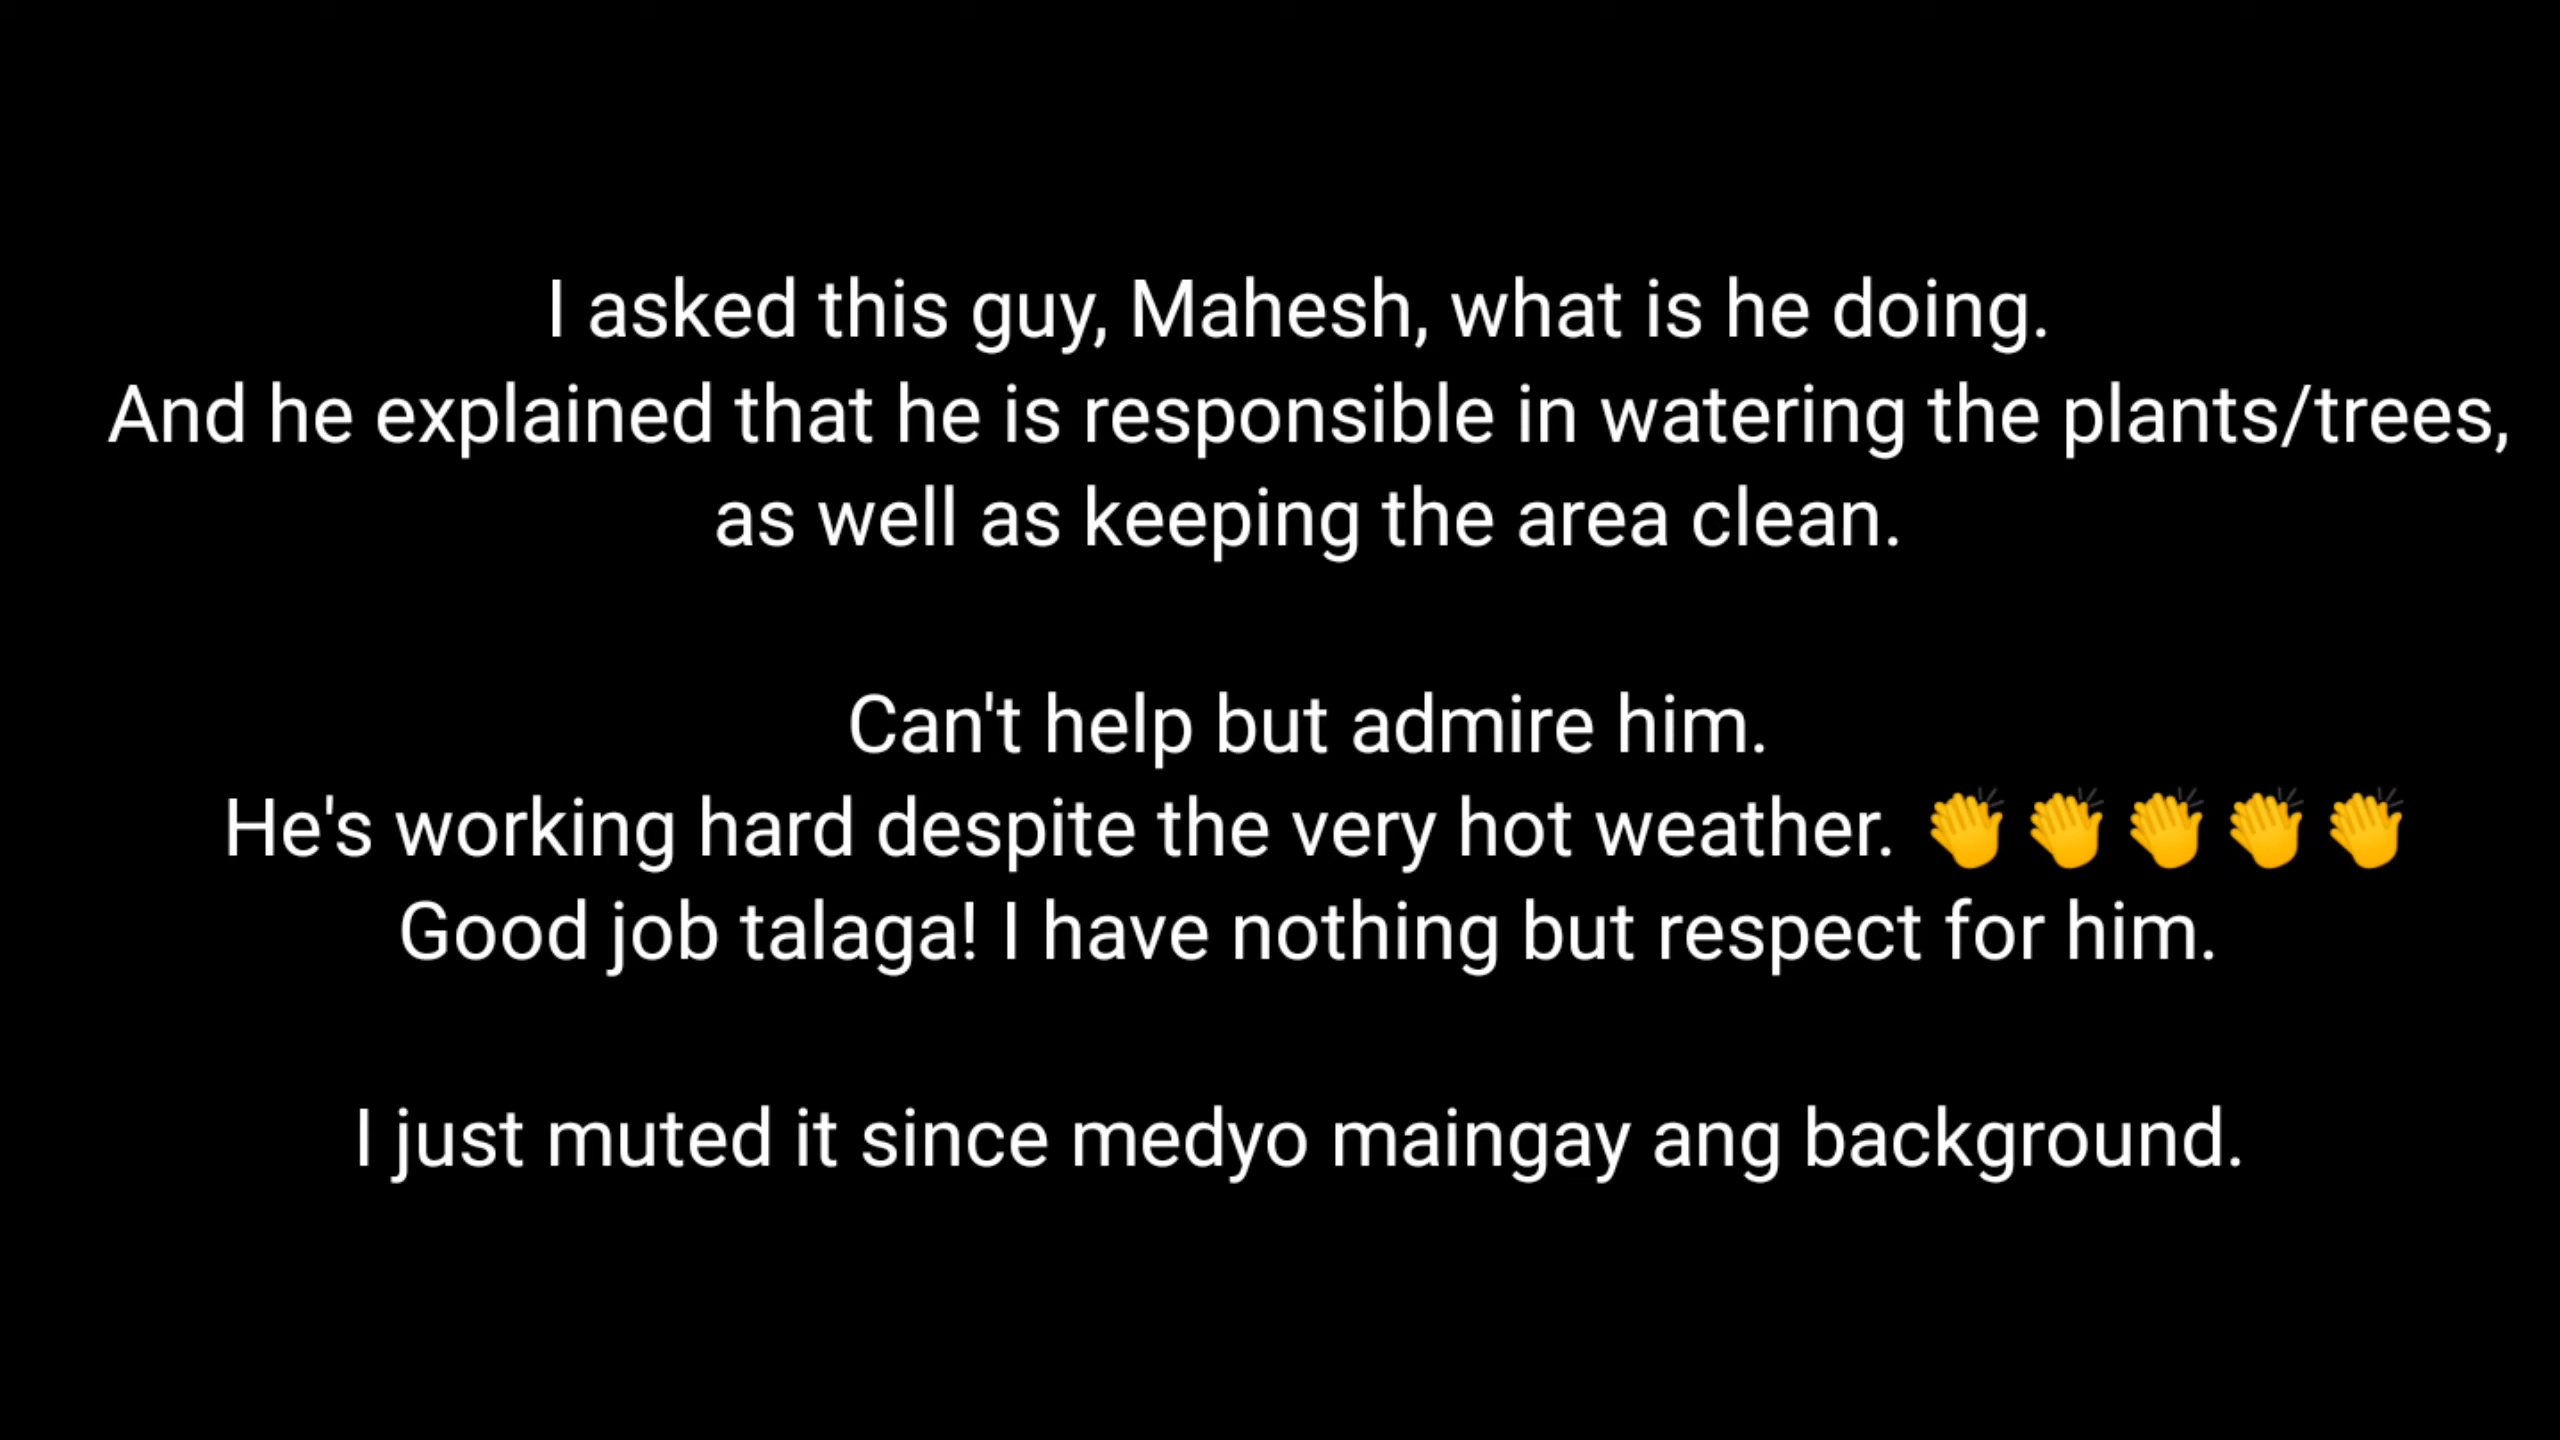 I asked this guy, Mahesh, what is he doing.
And he explained that he is responsible in watering the plants/trees,
as well as keeping the area clean.
Can't help but admire him.
He's working hard despite the very hot weather. 👏👏👏👏👏
Good job talaga! I have nothing but respect for him.
I just muted it since medyo maingay ang background.